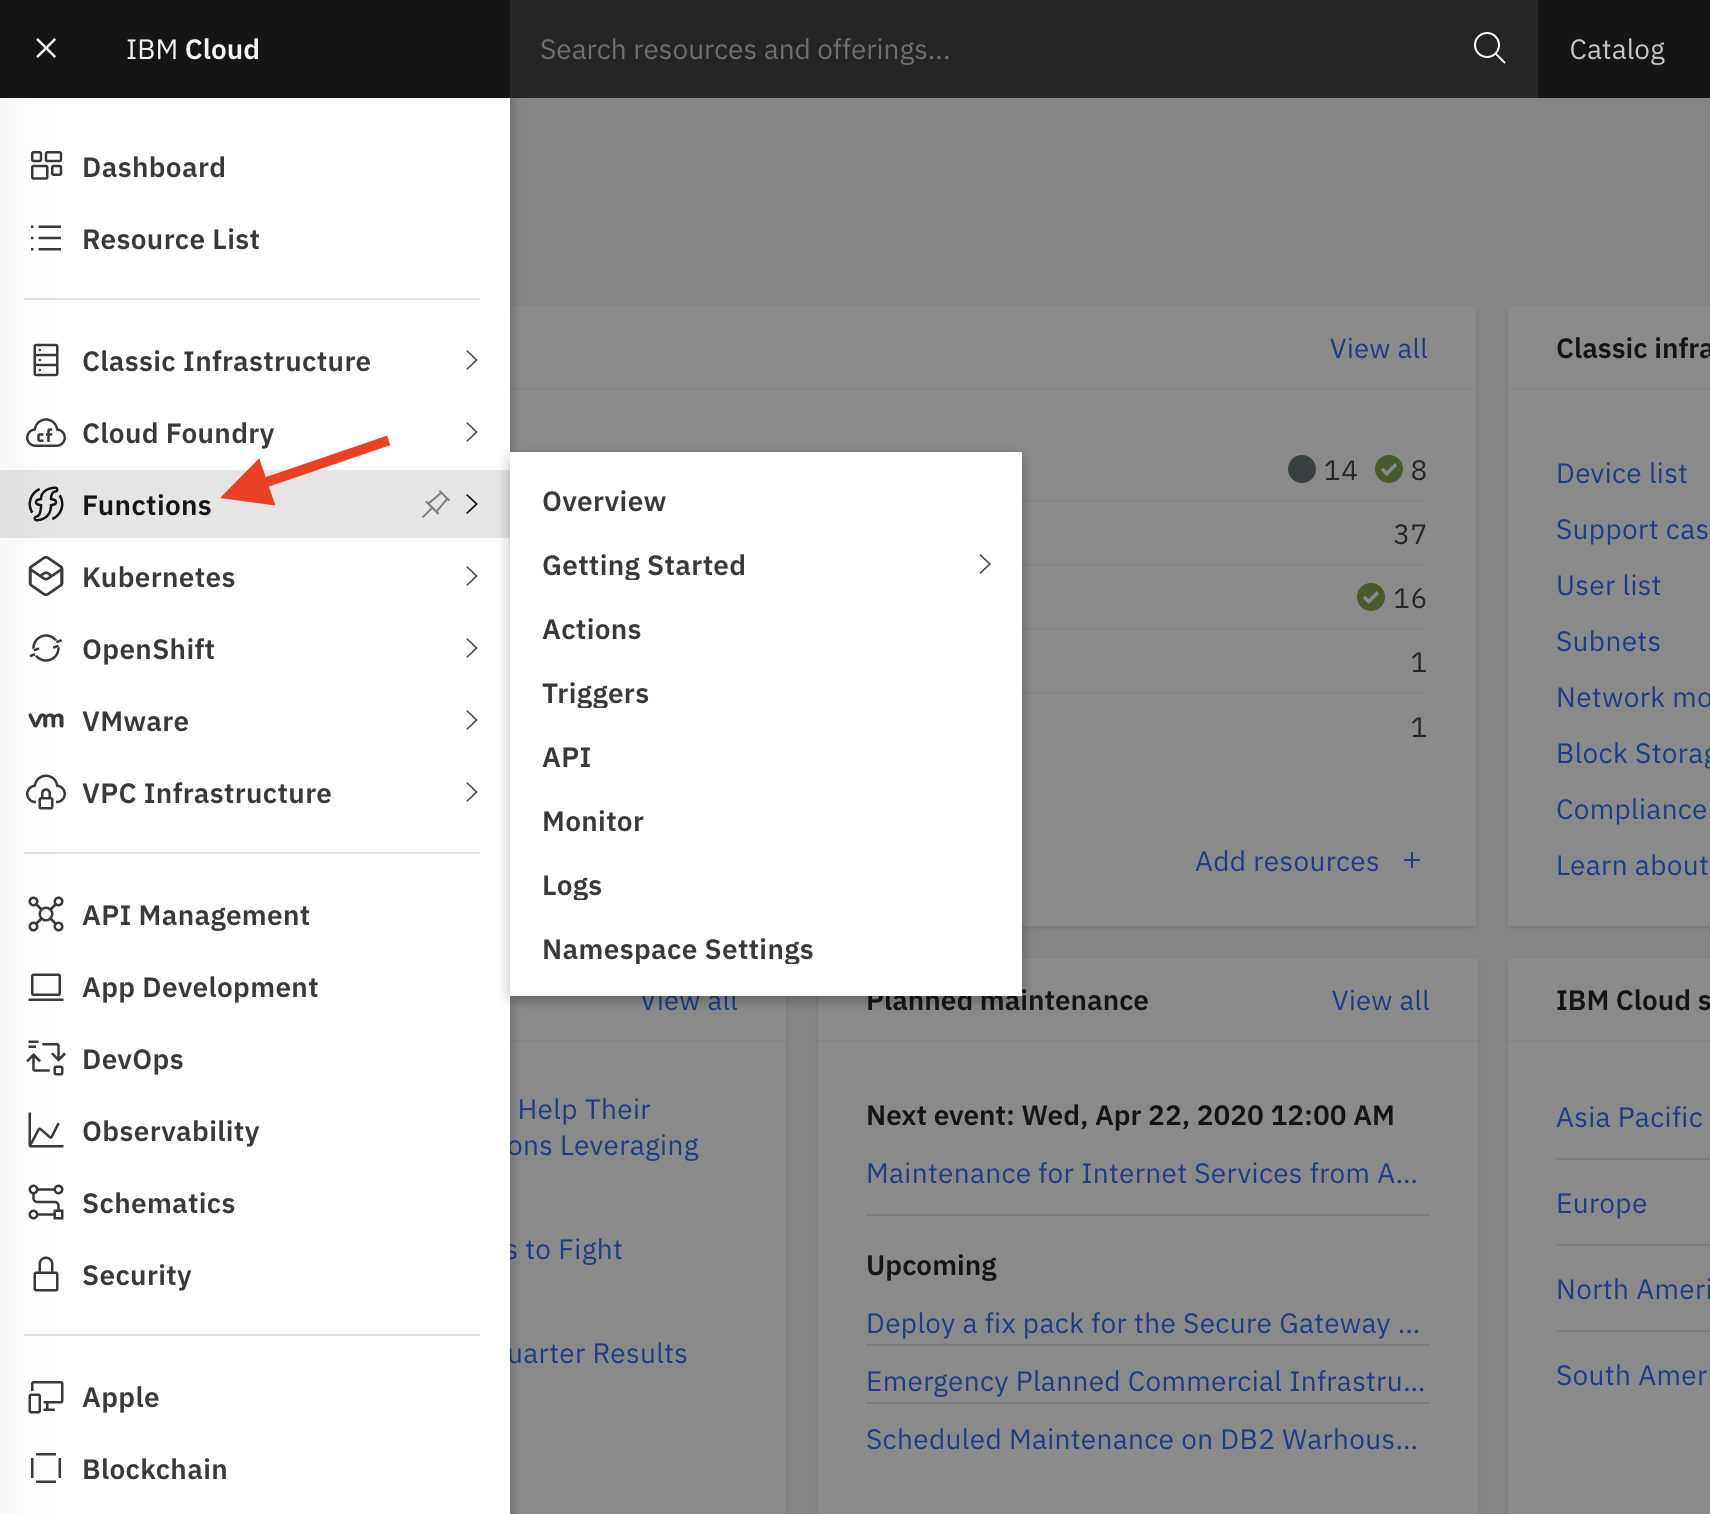 IBM Cloud
Search resources and offerings...
Catalog
Dashboard
Resource List
Classic Infrastructure
Cloud Foundry
Functions
Kubernetes
OpenShift
VMware
VPC Infrastructure
API Management
App Development
DevOps
Observability
Schematics
Security
Apple
Blockchain
Overview
Getting Started
Actions
Triggers
API
Monitor
Logs
Namespace Settings
View all
14 8
37
16
1
1
Add resources +
Classic infra
Device list
Support cas
User list
Subnets
Network mo
Block Storag
Compliance
Learn about
View all
Help Their
ons Leveraging
s to Fight
uarter Results
Planned maintenance
View all
Next event: Wed, Apr 22, 2020 12:00 AM
Maintenance for Internet Services from A...
Upcoming
Deploy a fix pack for the Secure Gateway ...
Emergency Planned Commercial Infrastru...
Scheduled Maintenance on DB2 Warhous...
IBM Cloud s
Asia Pacific
Europe
North Ameri
South Amer